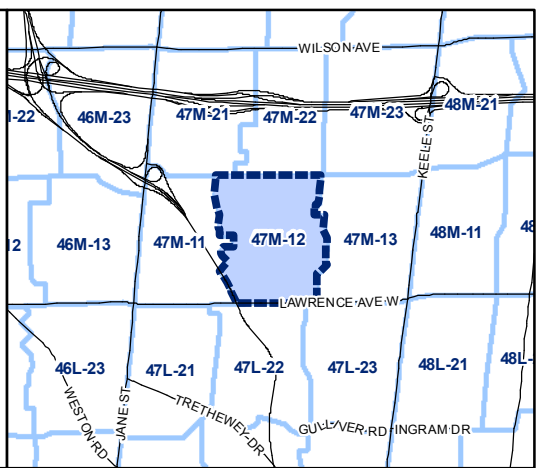 WILSON AVE
1-22
46M-23
47M-21
47M-22
47M-23
48M-21
KEELE ST
12
46M-13
47M-11
47M-12
47M-13
48M-11
48
LAWRENCE AVE W
46L-23
47L-21
47L-22
47L-23
48L-21
48L-
WESTON RD
JANE ST
TRETHEWEY DR
GULLIVER RD
INGRAM DR